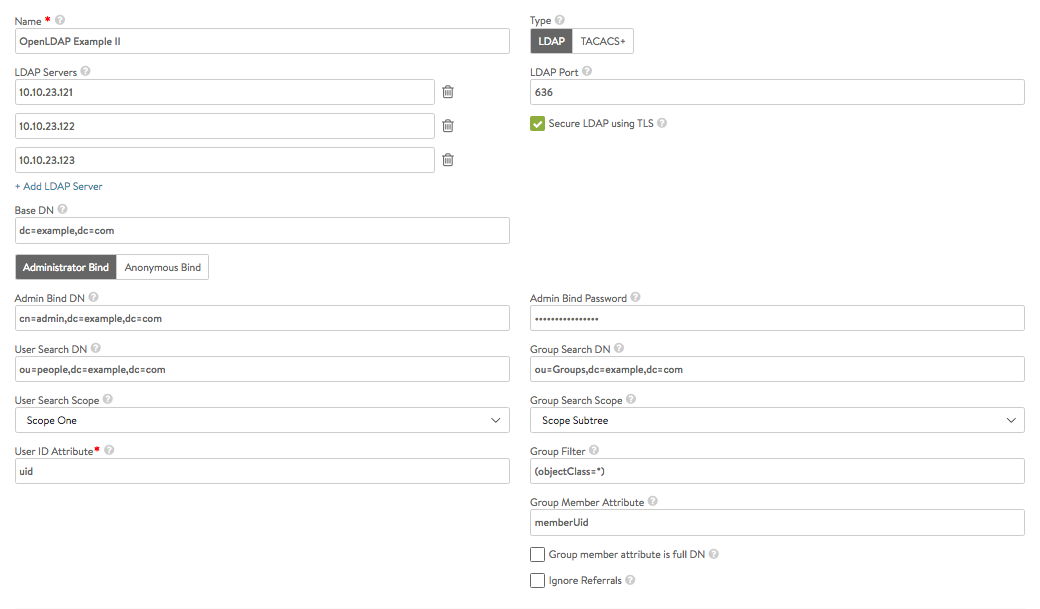 Name * ?
OpenLDAP Example II
Type ?
LDAP TACACS+
LDAP Servers ?
10.10.23.121
10.10.23.122
10.10.23.123
+ Add LDAP Server
LDAP Port ?
636
Secure LDAP using TLS ?
Base DN ?
dc=example,dc=com
Administrator Bind Anonymous Bind
Admin Bind DN ?
cn=admin,dc=example,dc=com
Admin Bind Password ?
••••••••••••••••
User Search DN ?
ou=people,dc=example,dc=com
Group Search DN ?
ou=Groups,dc=example,dc=com
User Search Scope ?
Scope One
Group Search Scope ?
Scope Subtree
User ID Attribute* ?
uid
Group Filter ?
(objectClass=*)
Group Member Attribute ?
memberUid
Group member attribute is full DN ?
Ignore Referrals ?